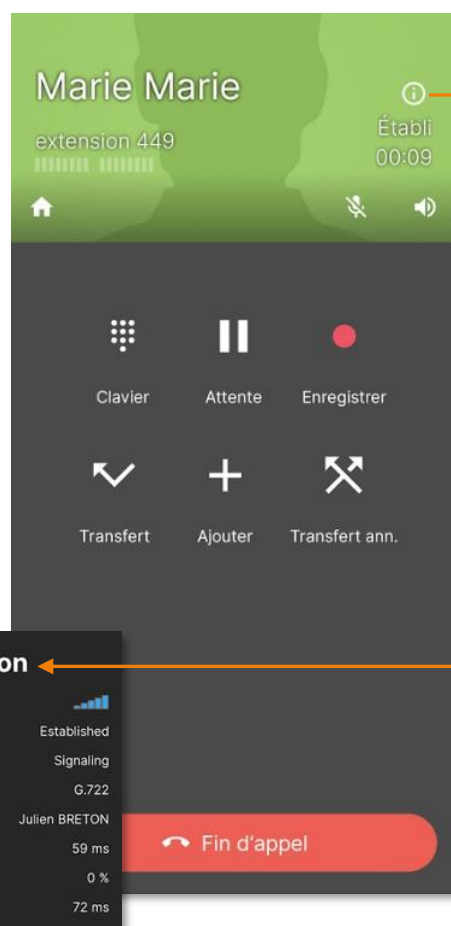 Marie Marie
extension 449
Établi
00:09
Clavier
Attente
Enregistrer
Transfert
Ajouter
Transfert ann.
on
Established
Signaling
G.722
Julien BRETON
59 ms
0 %
72 ms
Fin d'appel